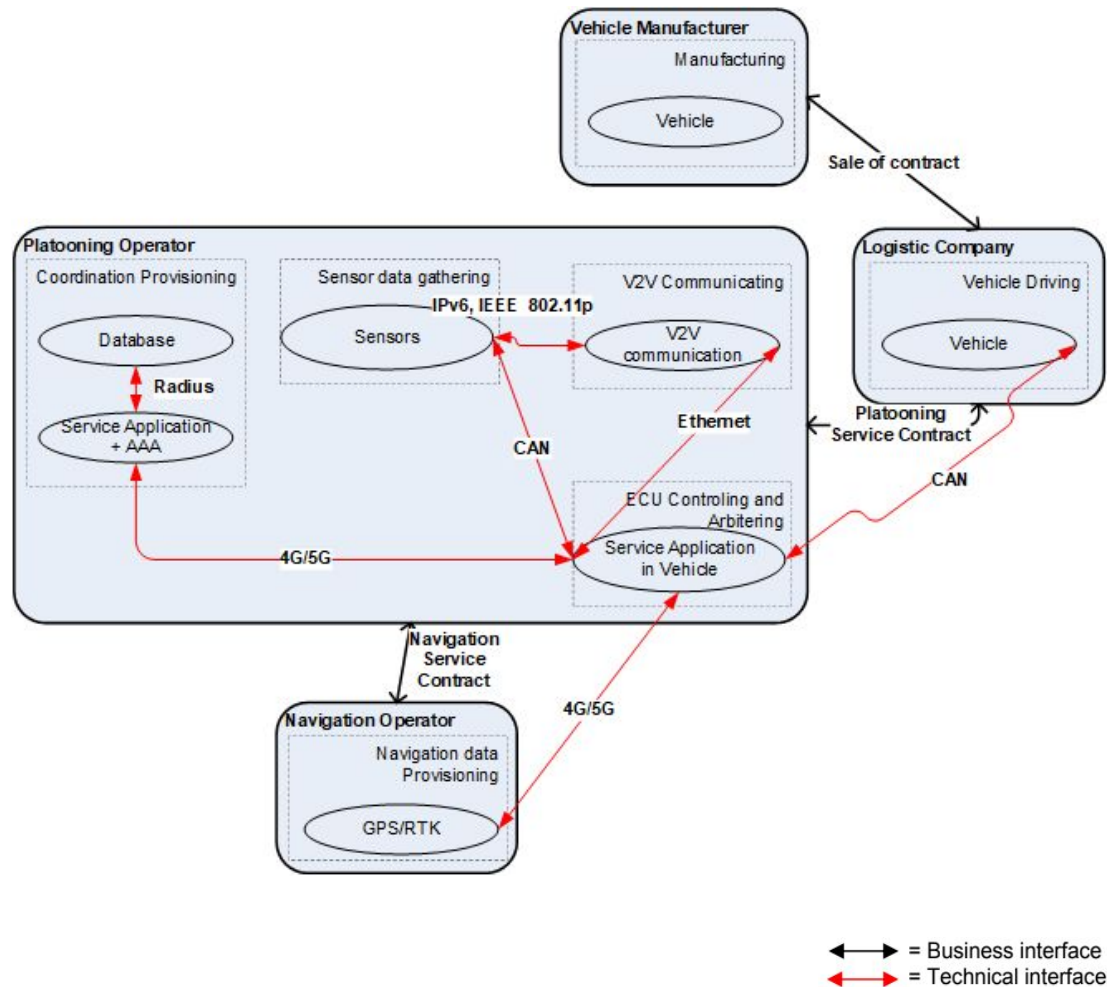 Vehicle Manufacturer
Manufacturing
Vehicle
Sale of contract
Platooning Operator
Coordination Provisioning
Database
Radius
Service Application
+ AAA
Sensor data gathering
IPv6, IEEE 802.11p
Sensors
V2V Communicating
V2V
communication
Ethernet
CAN
4G/5G
ECU Controling and
Arbitering
Service Application
in Vehicle
Logistic Company
Vehicle Driving
Vehicle
Platooning
Service Contract
CAN
Navigation
Service
Contract
4G/5G
Navigation Operator
Navigation data
Provisioning
GPS/RTK
= Business interface
= Technical interface